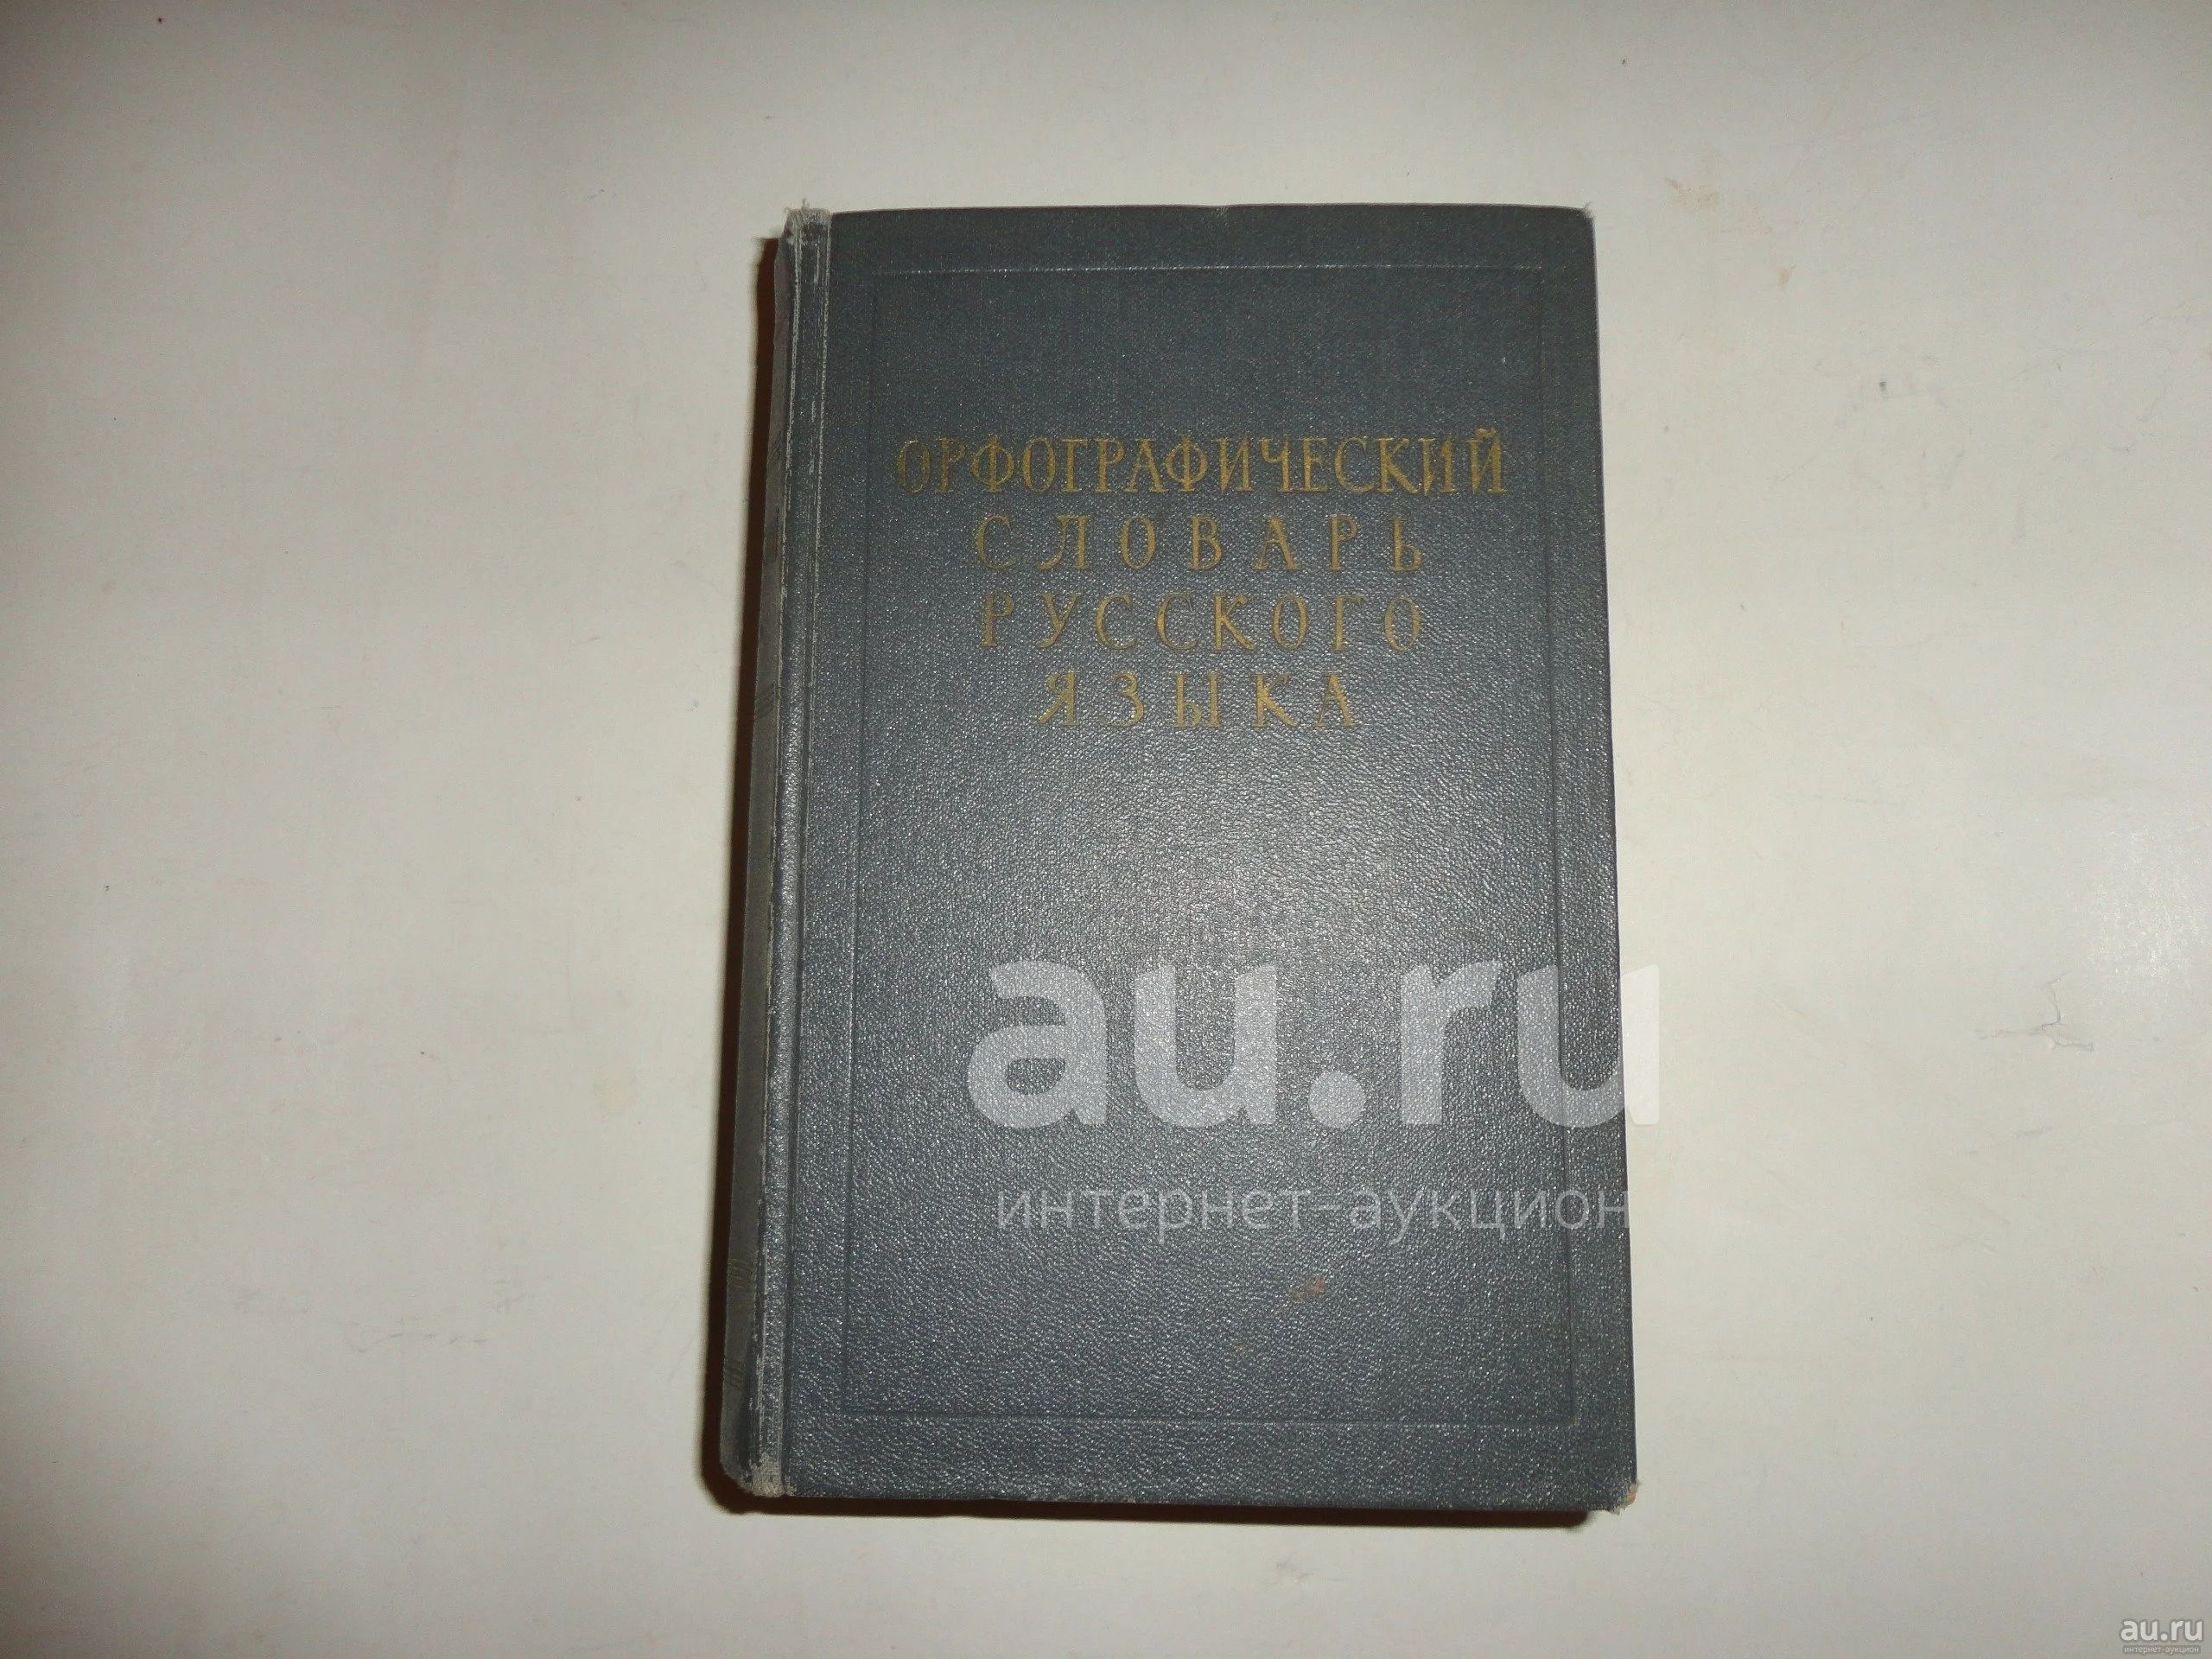 ОРФОГРАФИЧЕСКИЙ
СЛОВАРЬ
РУССКОГО
ЯЗЫКА
au.ru
интернет-аукцион
au.ru
интернет-аукцион